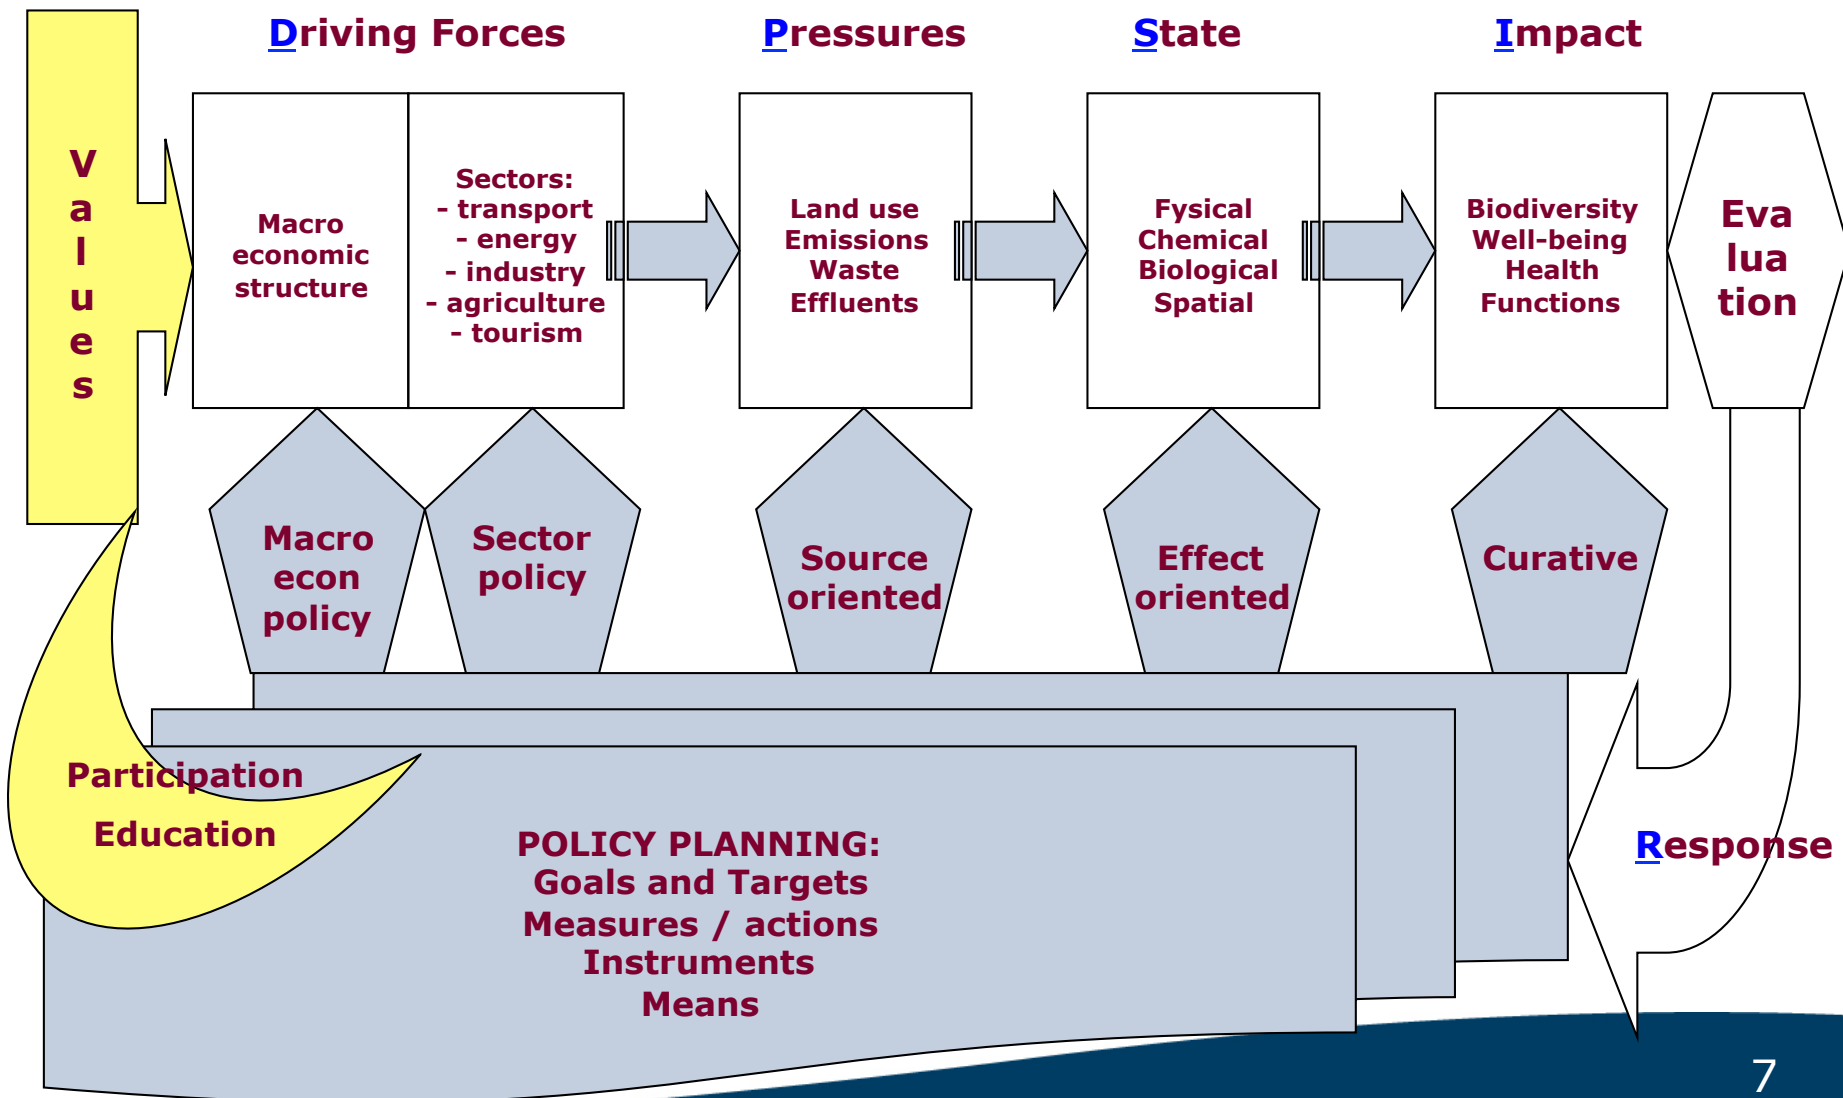 Driving Forces
Pressures
State
Impact
V
a
l
u
e
s
Macro
economic
structure
Sectors:
- transport
- energy
- industry
- agriculture
- tourism
Land use
Emissions
Waste
Effluents
Fysical
Chemical
Biological
Spatial
Biodiversity
Well-being
Health
Functions
Eva
lua
tion
Macro
econ
policy
Sector
policy
Source
oriented
Effect
oriented
Curative
Participation
Education
POLICY PLANNING:
Goals and Targets
Measures / actions
Instruments
Means
Response
7